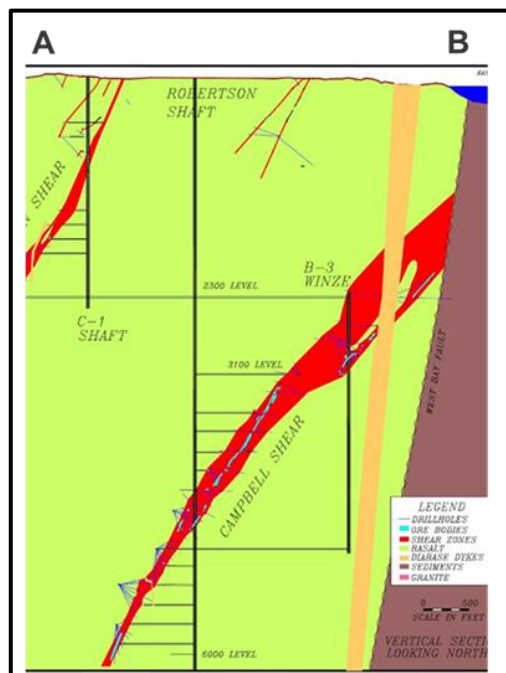 A
B
ROBERTSON
SHAFT
SHEAR
B-3
WINZE
2300 LEVEL
C-1
SHAFT
3100 LEVEL
WEST BAY FAULT
CAMPBELL SHEAR
LEGEND
DRILLHOLES
ORE BODIES
SHEAR ZONES
BASALT
DIABASE DYKES
SEDIMENTS
GRANITE
0 500
SCALE IN FEET
VERTICAL SECTI
LOOKING NORTH
6000 LEVEL